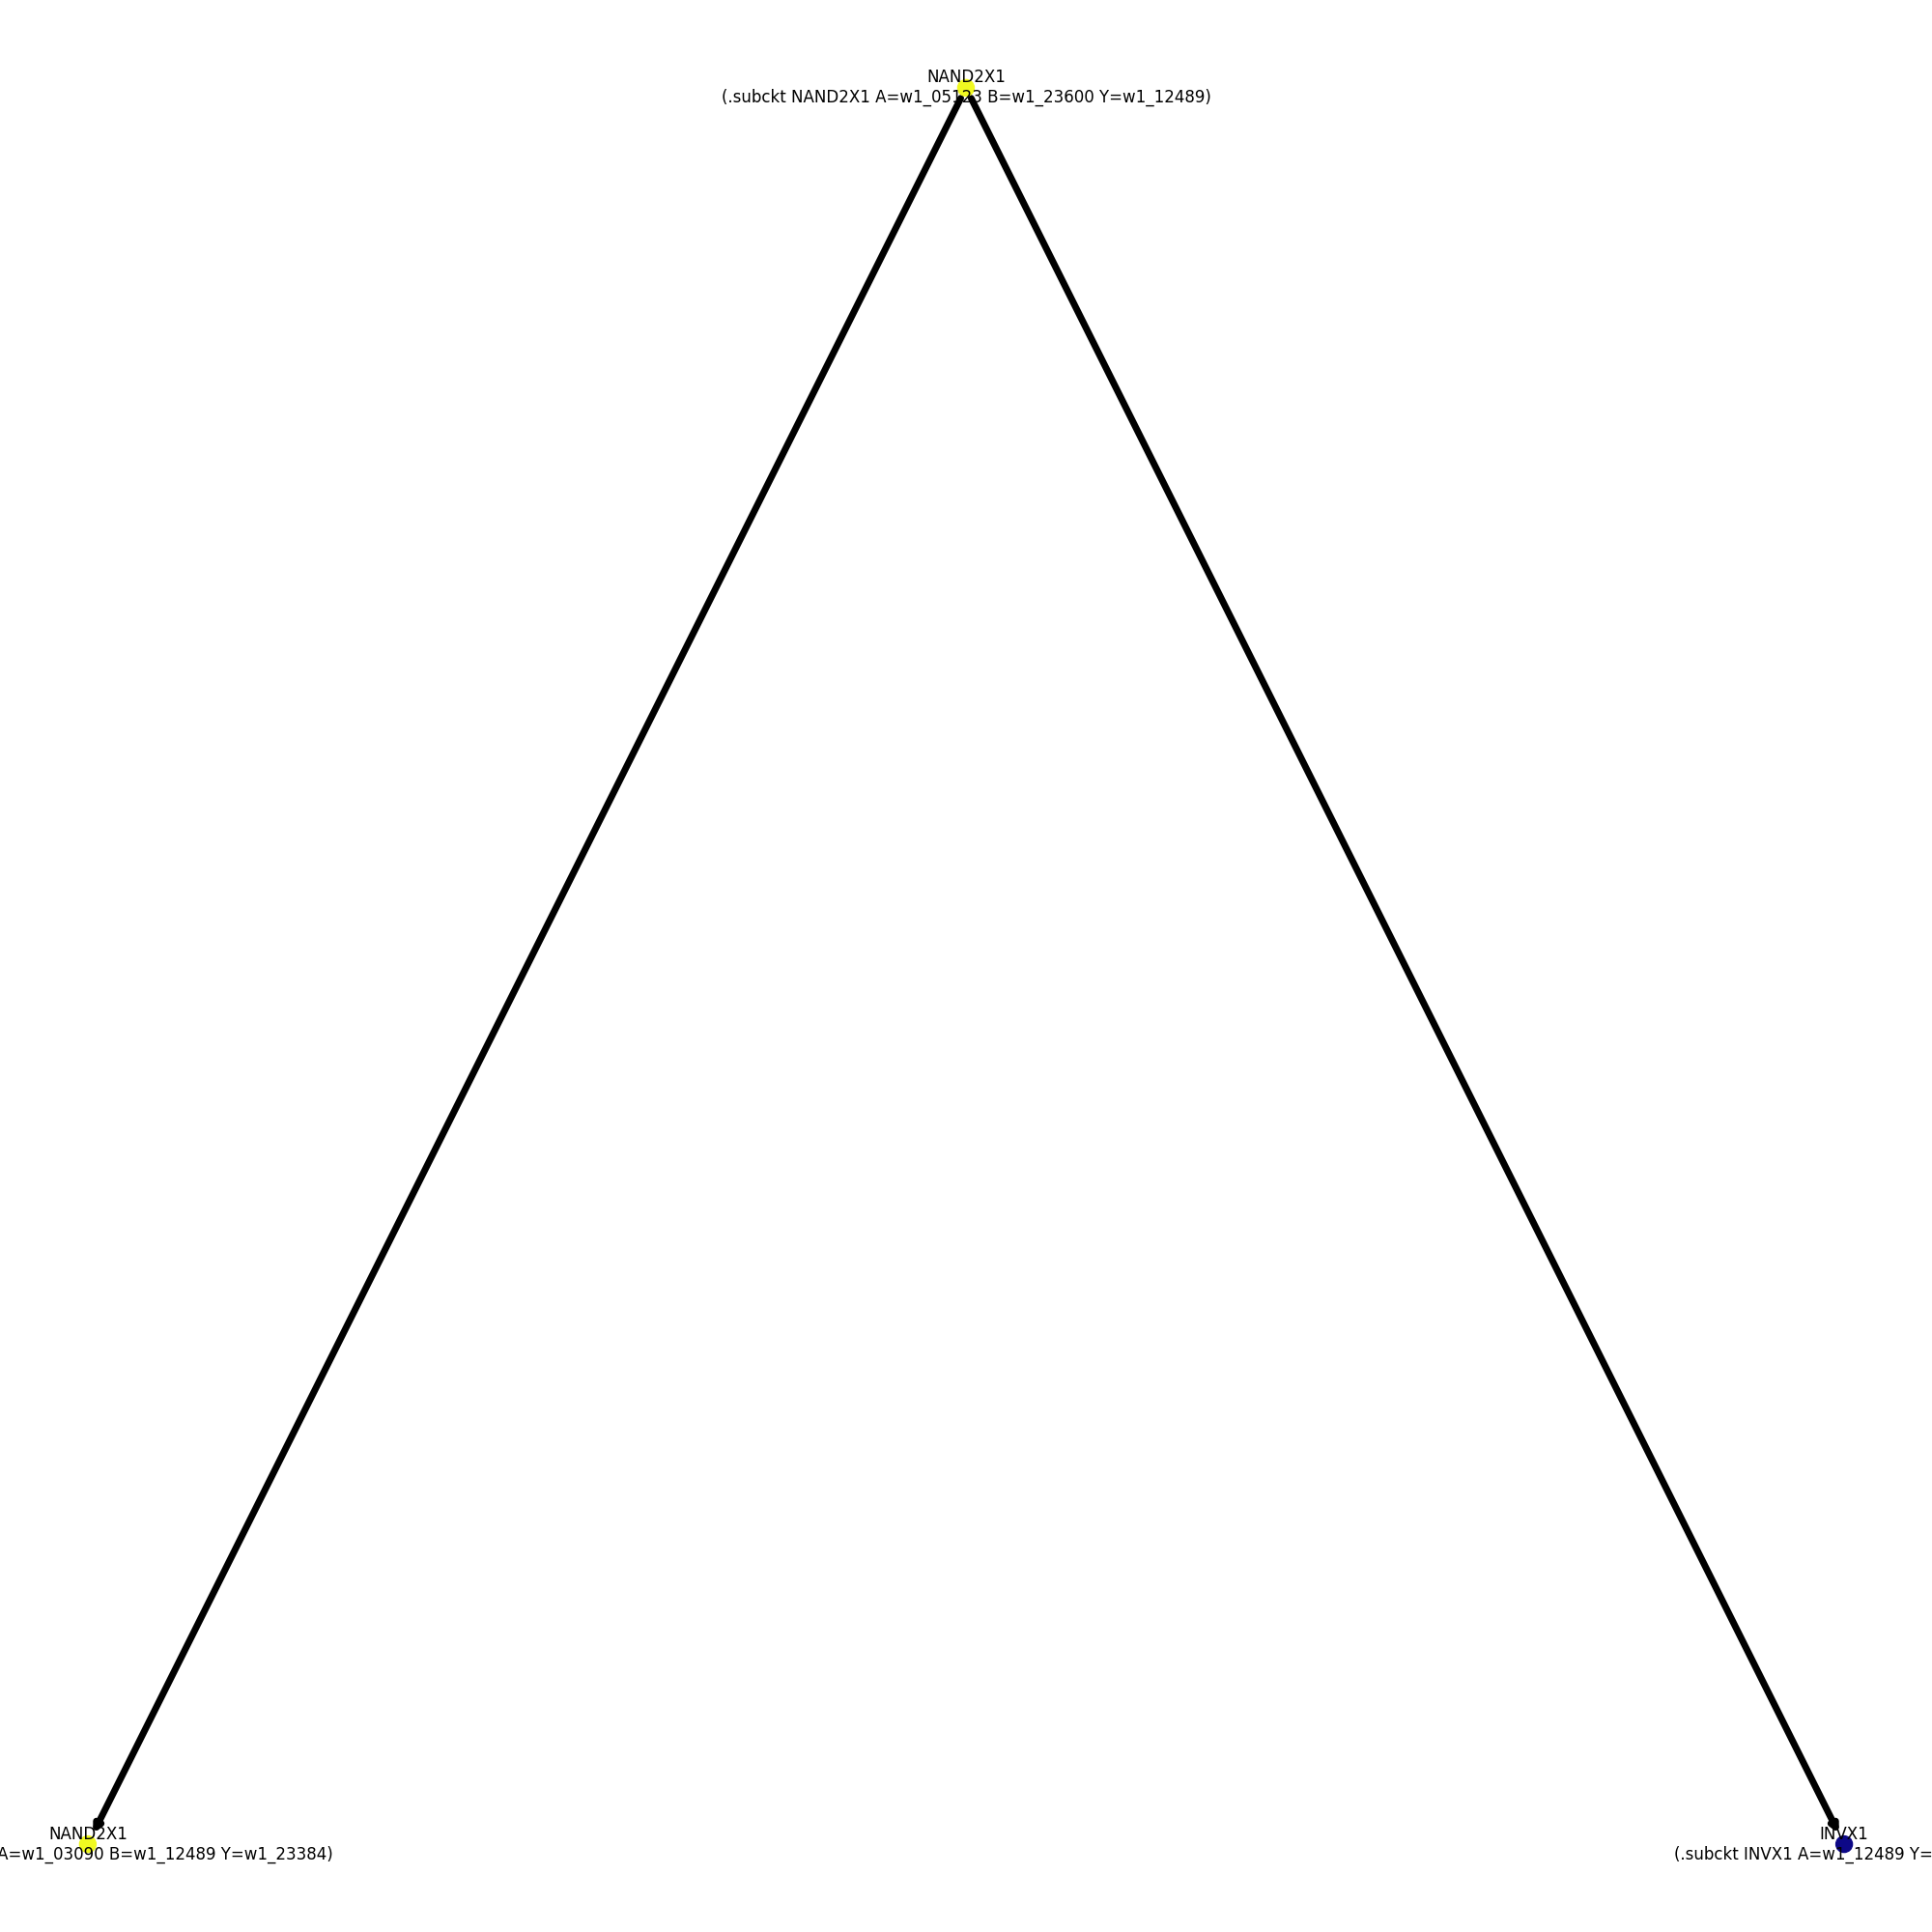 NAND2X1
(.subckt NAND2X1 A=w1_05123 B=w1_23600 Y=w1_12489)
NAND2X1
A=w1_03090 B=w1_12489 Y=w1_23384)
INVX1
(.subckt INVX1 A=w1_12489 Y=